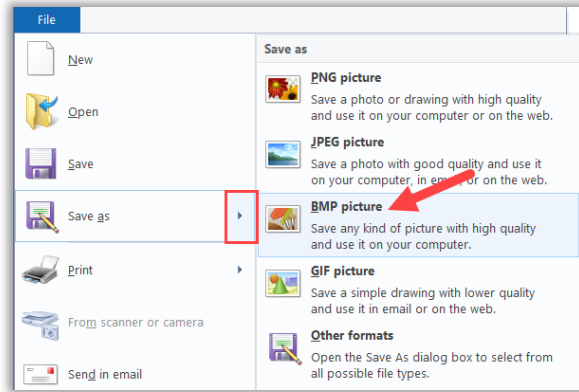 File
New
Open
Save
Save as
Print
From scanner or camera
Send in email
Save as
PNG picture
Save a photo or drawing with high quality
and use it on your computer or on the web.
JPEG picture
Save a photo with good quality and use it
on your computer, in email, or on the web.
BMP picture
Save any kind of picture with high quality
and use it on your computer.
GIF picture
Save a simple drawing with lower quality
and use it in email or on the web.
Other formats
Open the Save As dialog box to select from
all possible file types.